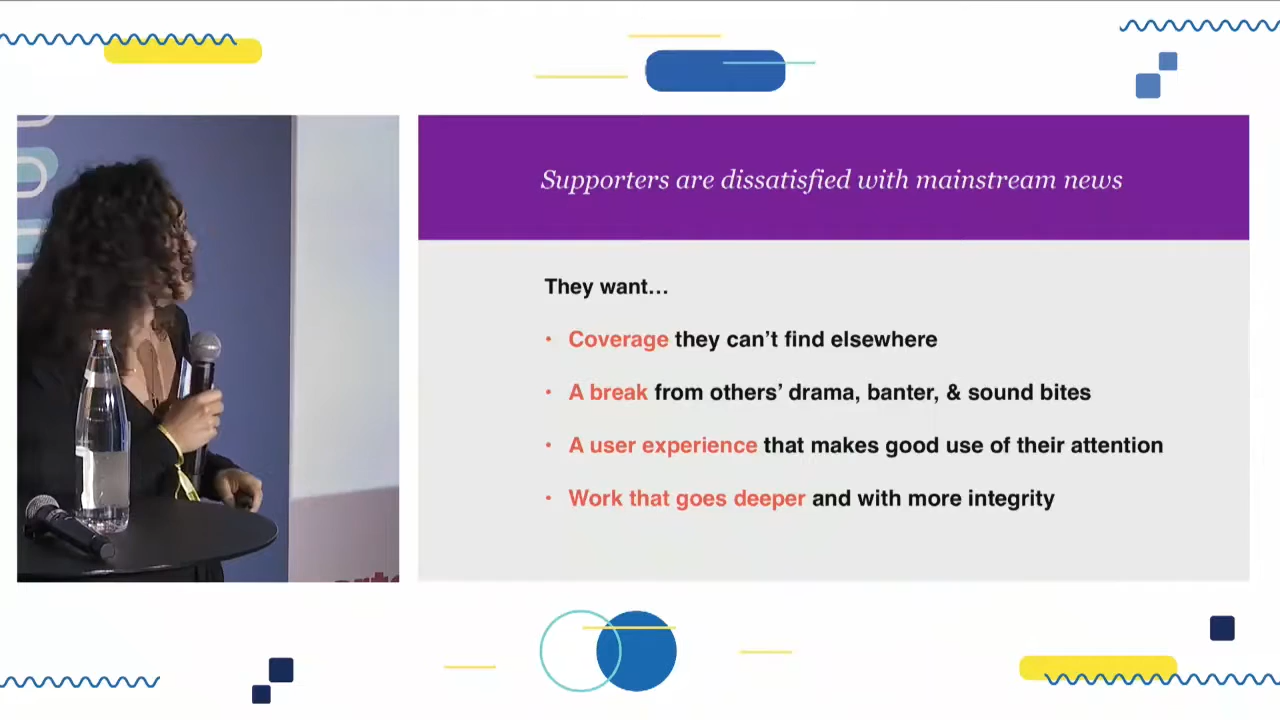 Supporters are dissatisfied with mainstream news
They want…
• Coverage they can’t find elsewhere
• A break from others’ drama, banter, & sound bites
• A user experience that makes good use of their attention
• Work that goes deeper and with more integrity